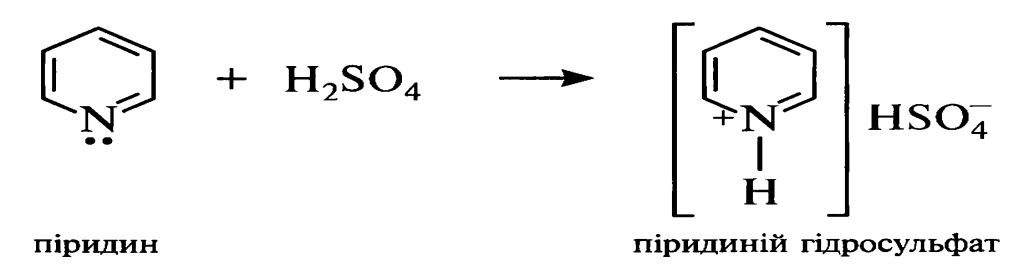 N + H₂SO₄ → +N HSO₄⁻
H
піридин піридиній гідросульфат